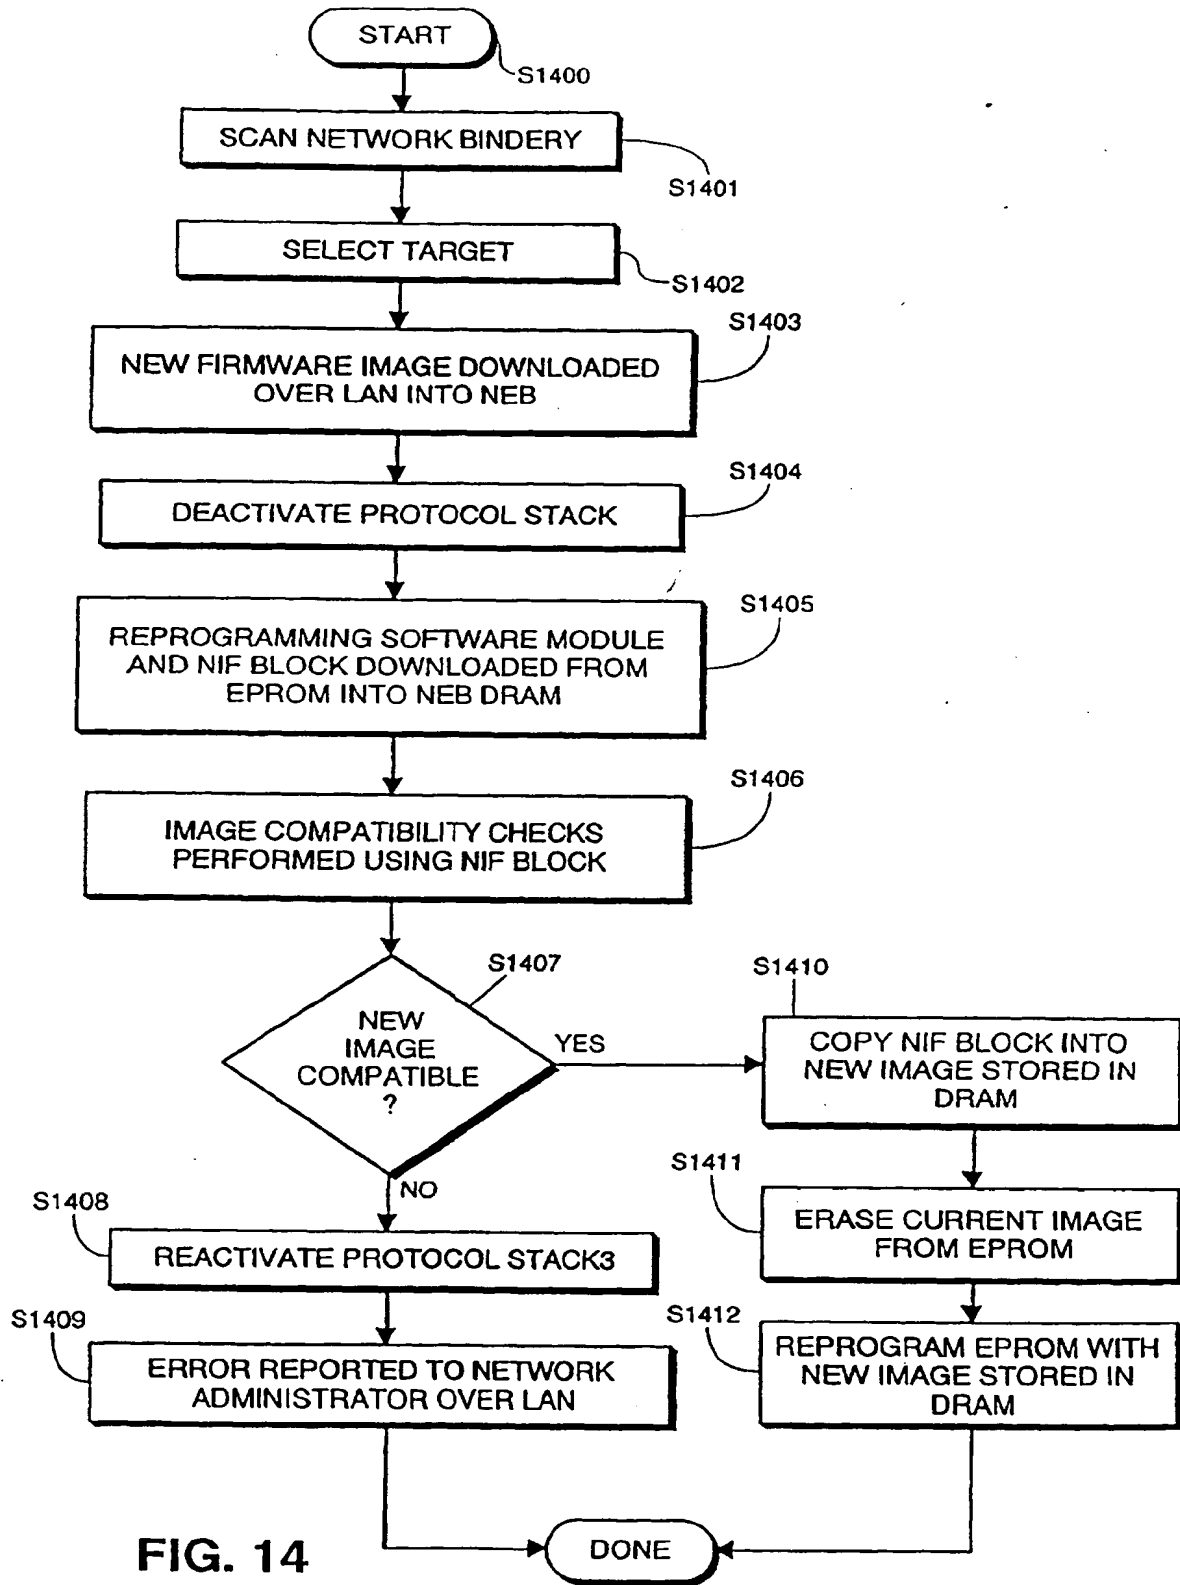 START
S1400
SCAN NETWORK BINDERY
S1401
SELECT TARGET
S1402
S1403
NEW FIRMWARE IMAGE DOWNLOADED
OVER LAN INTO NEB
S1404
DEACTIVATE PROTOCOL STACK
S1405
REPROGRAMMING SOFTWARE MODULE
AND NIF BLOCK DOWNLOADED FROM
EPROM INTO NEB DRAM
S1406
IMAGE COMPATIBILITY CHECKS
PERFORMED USING NIF BLOCK
S1407
NEW
IMAGE
COMPATIBLE
?
YES
NO
S1408
REACTIVATE PROTOCOL STACK3
S1409
ERROR REPORTED TO NETWORK
ADMINISTRATOR OVER LAN
S1410
COPY NIF BLOCK INTO
NEW IMAGE STORED IN
DRAM
S1411
ERASE CURRENT IMAGE
FROM EPROM
S1412
REPROGRAM EPROM WITH
NEW IMAGE STORED IN
DRAM
DONE
FIG. 14